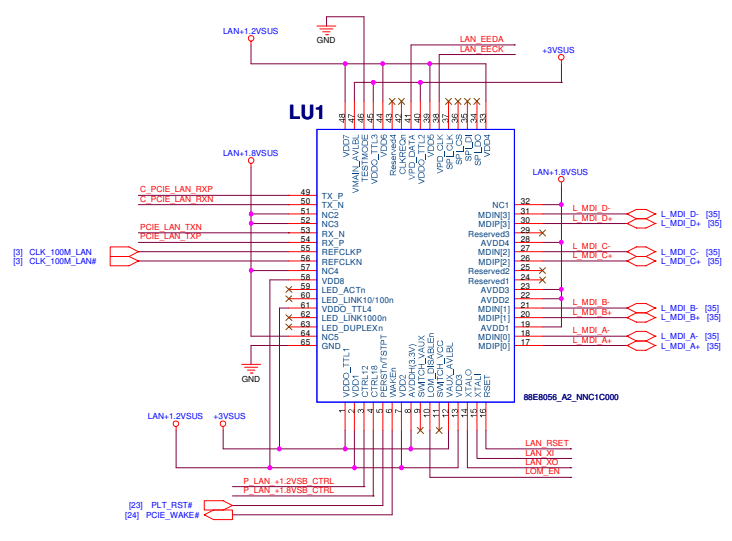 LAN+1.2VSUS
GND
LAN_EEDA
LAN_EECK
+3VSUS
LU1
48 47 46 45 44 43 42 41 40 39 38 37 36 35 34 33
VDD7 VMAIN_AVLBL TESTMODE VDDO_TTL3 VDD6 Reserved4 CLKREQn VPD_DATA VDDO_TTL2 VDD5 VPD_CLK SPI_CLK SPI_CS SPI_DI SPI_DO VDD4
LAN+1.8VSUS
LAN+1.8VSUS
C_PCIE_LAN_RXP 49 TX_P
C_PCIE_LAN_RXN 50 TX_N
51 NC2
52 NC3
PCIE_LAN_TXN 53 RX_N
PCIE_LAN_TXP 54 RX_P
[3] CLK_100M_LAN 55 REFCLKP
[3] CLK_100M_LAN# 56 REFCLKN
57 NC4
58 VDD8
59 LED_ACTn
60 LED_LINK10/100n
61 VDDO_TTL4
62 LED_LINK1000n
63 LED_DUPLEXn
64 NC5
65 GND
GND
NC1 32
MDIN[3] 31 L_MDI_D- L_MDI_D- [35]
MDIP[3] 30 L_MDI_D+ L_MDI_D+ [35]
Reserved3 29
AVDD4 28
MDIN[2] 27 L_MDI_C- L_MDI_C- [35]
MDIP[2] 26 L_MDI_C+ L_MDI_C+ [35]
Reserved2 25
Reserved1 24
AVDD3 23
AVDD2 22
MDIN[1] 21 L_MDI_B- L_MDI_B- [35]
MDIP[1] 20 L_MDI_B+ L_MDI_B+ [35]
AVDD1 19
MDIN[0] 18 L_MDI_A- L_MDI_A- [35]
MDIP[0] 17 L_MDI_A+ L_MDI_A+ [35]
VDDO_TTL1 VDD1 CTRL12 CTRL18 PERSTn/TSTPT WAKEn VDD2 AVDDH(3.3V) SWITCH_VAUX LOM_DISABLEn SWITCH_VCC VAUX_AVLBL VDD3 XTALO XTALI RSET
88E8056_A2_NNC1C000
1 2 3 4 5 6 7 8 9 10 11 12 13 14 15 16
LAN+1.2VSUS +3VSUS
LAN_RSET
LAN_XI
LAN_XO
LOM_EN
P_LAN_+1.2VSB_CTRL
P_LAN_+1.8VSB_CTRL
[23] PLT_RST#
[24] PCIE_WAKE#